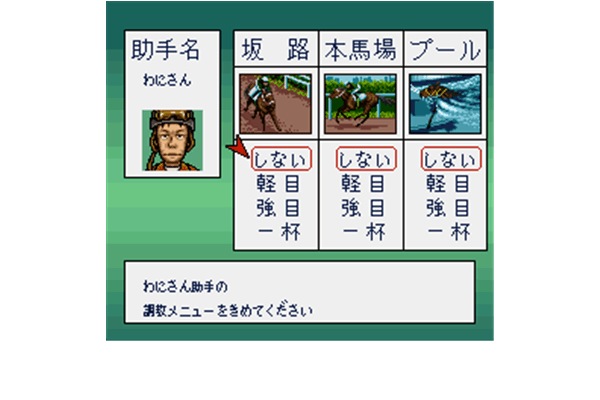 助手名
わにさん
坂 路 本馬場 プール
しない しない しない
軽目 軽目 軽目
強目 強目 強目
一杯 一杯 一杯
わにさん助手の
調教メニューをきめてください